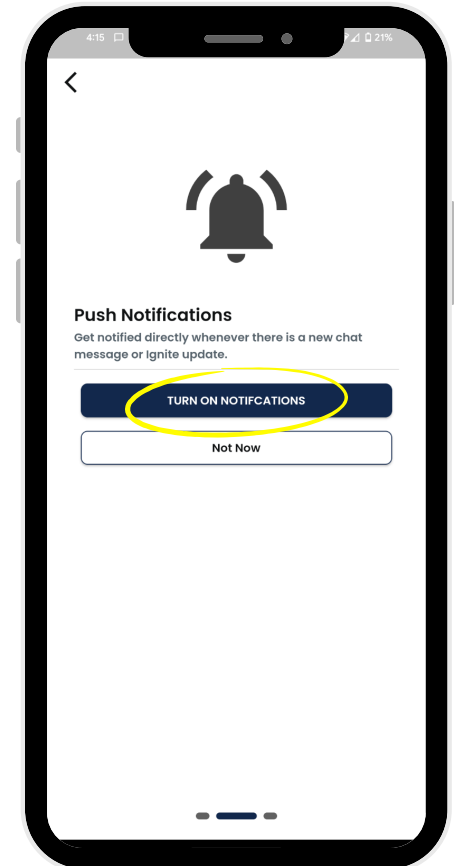 4:15 21%
Push Notifications
Get notified directly whenever there is a new chat
message or Ignite update.
TURN ON NOTIFCATIONS
Not Now